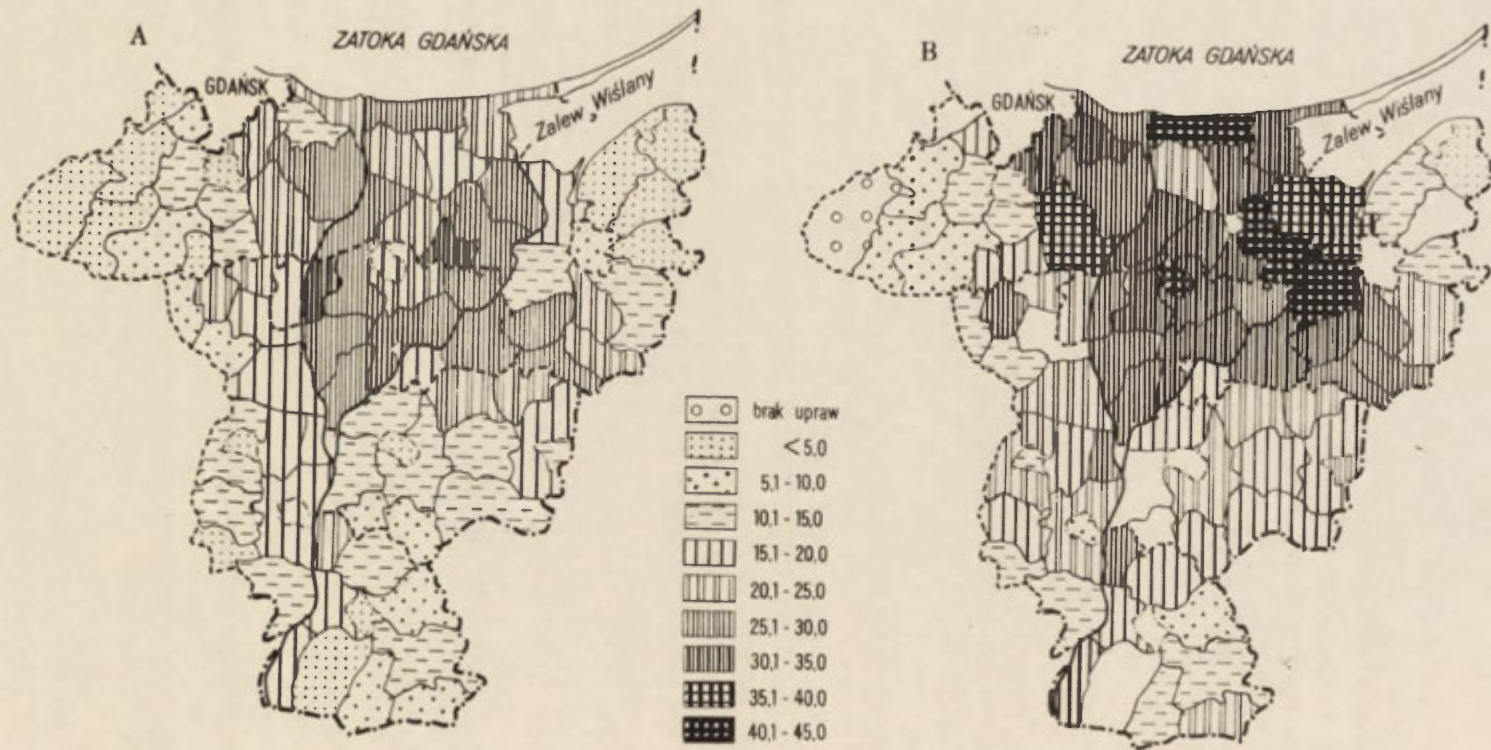 A
ZATOKA GDAŃSKA
GDAŃSK
Zalew Wiślany
B
ZATOKA GDAŃSKA
GDAŃSK
Zalew Wiślany
brak upraw
< 5,0
5,1 - 10,0
10,1 - 15,0
15,1 - 20,0
20,1 - 25,0
25,1 - 30,0
30,1 - 35,0
35,1 - 40,0
40,1 - 45,0